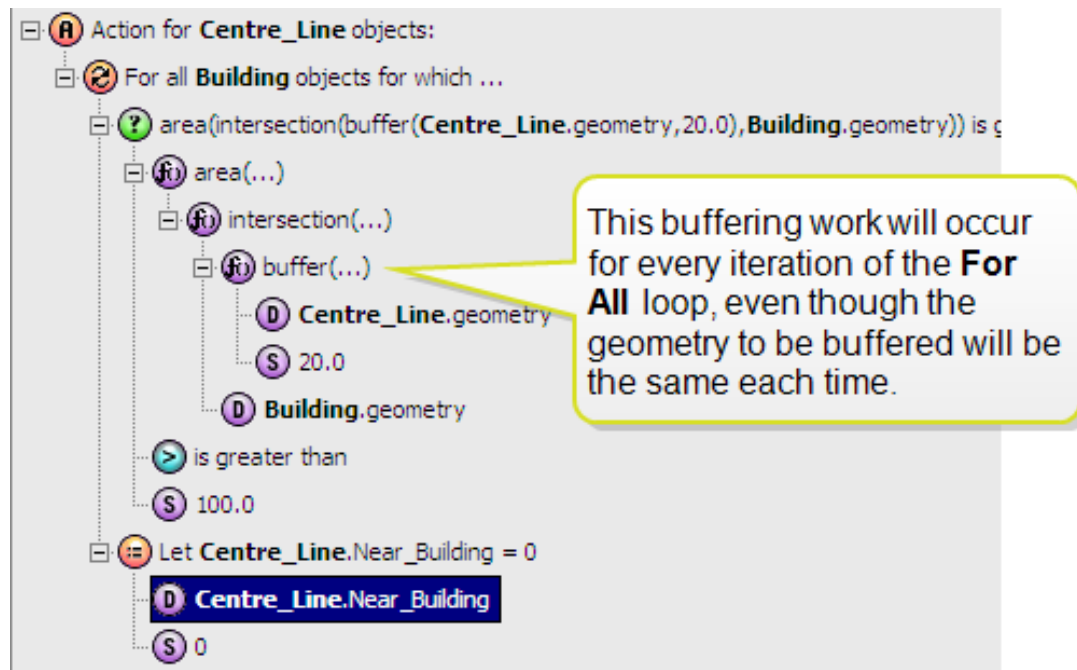 A Action for Centre_Line objects:
For all Building objects for which ...
? area(intersection(buffer(Centre_Line.geometry,20.0),Building.geometry)) is g
f() area(...)
f() intersection(...)
f() buffer(...)
D Centre_Line.geometry
S 20.0
D Building.geometry
> is greater than
S 100.0
:= Let Centre_Line.Near_Building = 0
D Centre_Line.Near_Building
S 0
This buffering work will occur
for every iteration of the For
All loop, even though the
geometry to be buffered will be
the same each time.